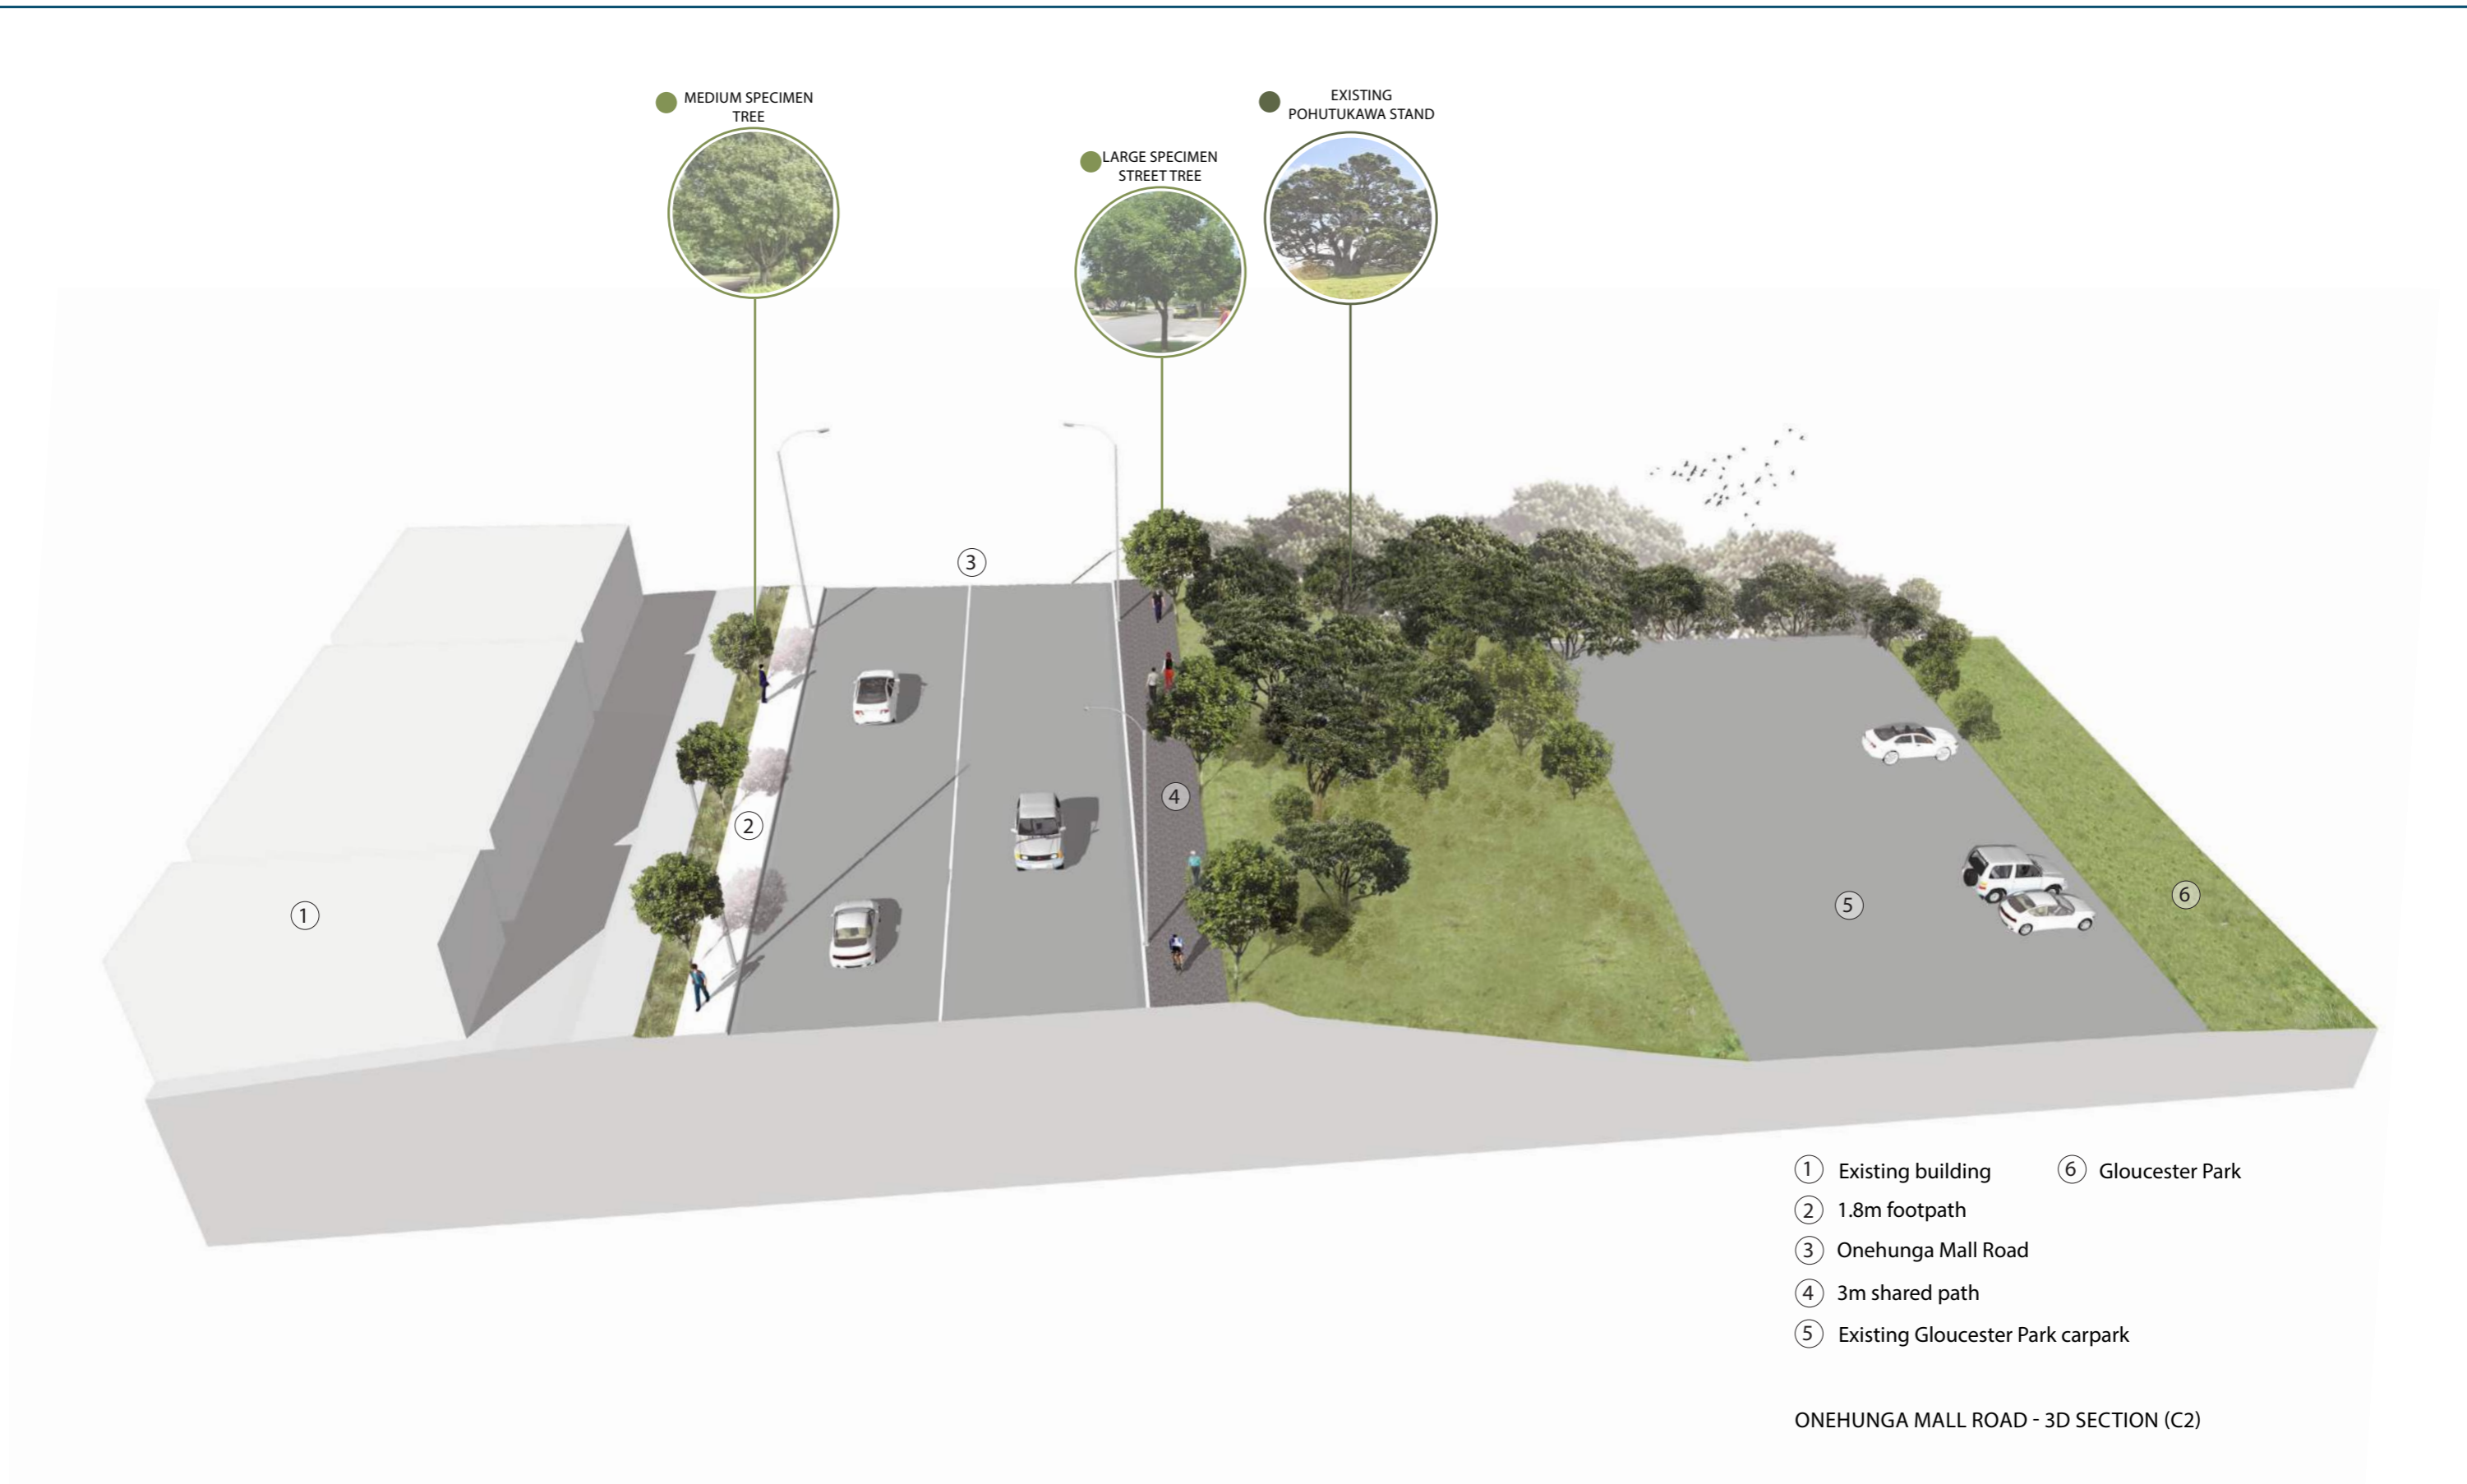 MEDIUM SPECIMEN
TREE
LARGE SPECIMEN
STREET TREE
EXISTING
POHUTUKAWA STAND
3
2
4
1
5
6
1 Existing building
6 Gloucester Park
2 1.8m footpath
3 Onehunga Mall Road
4 3m shared path
5 Existing Gloucester Park carpark
ONEHUNGA MALL ROAD - 3D SECTION (C2)